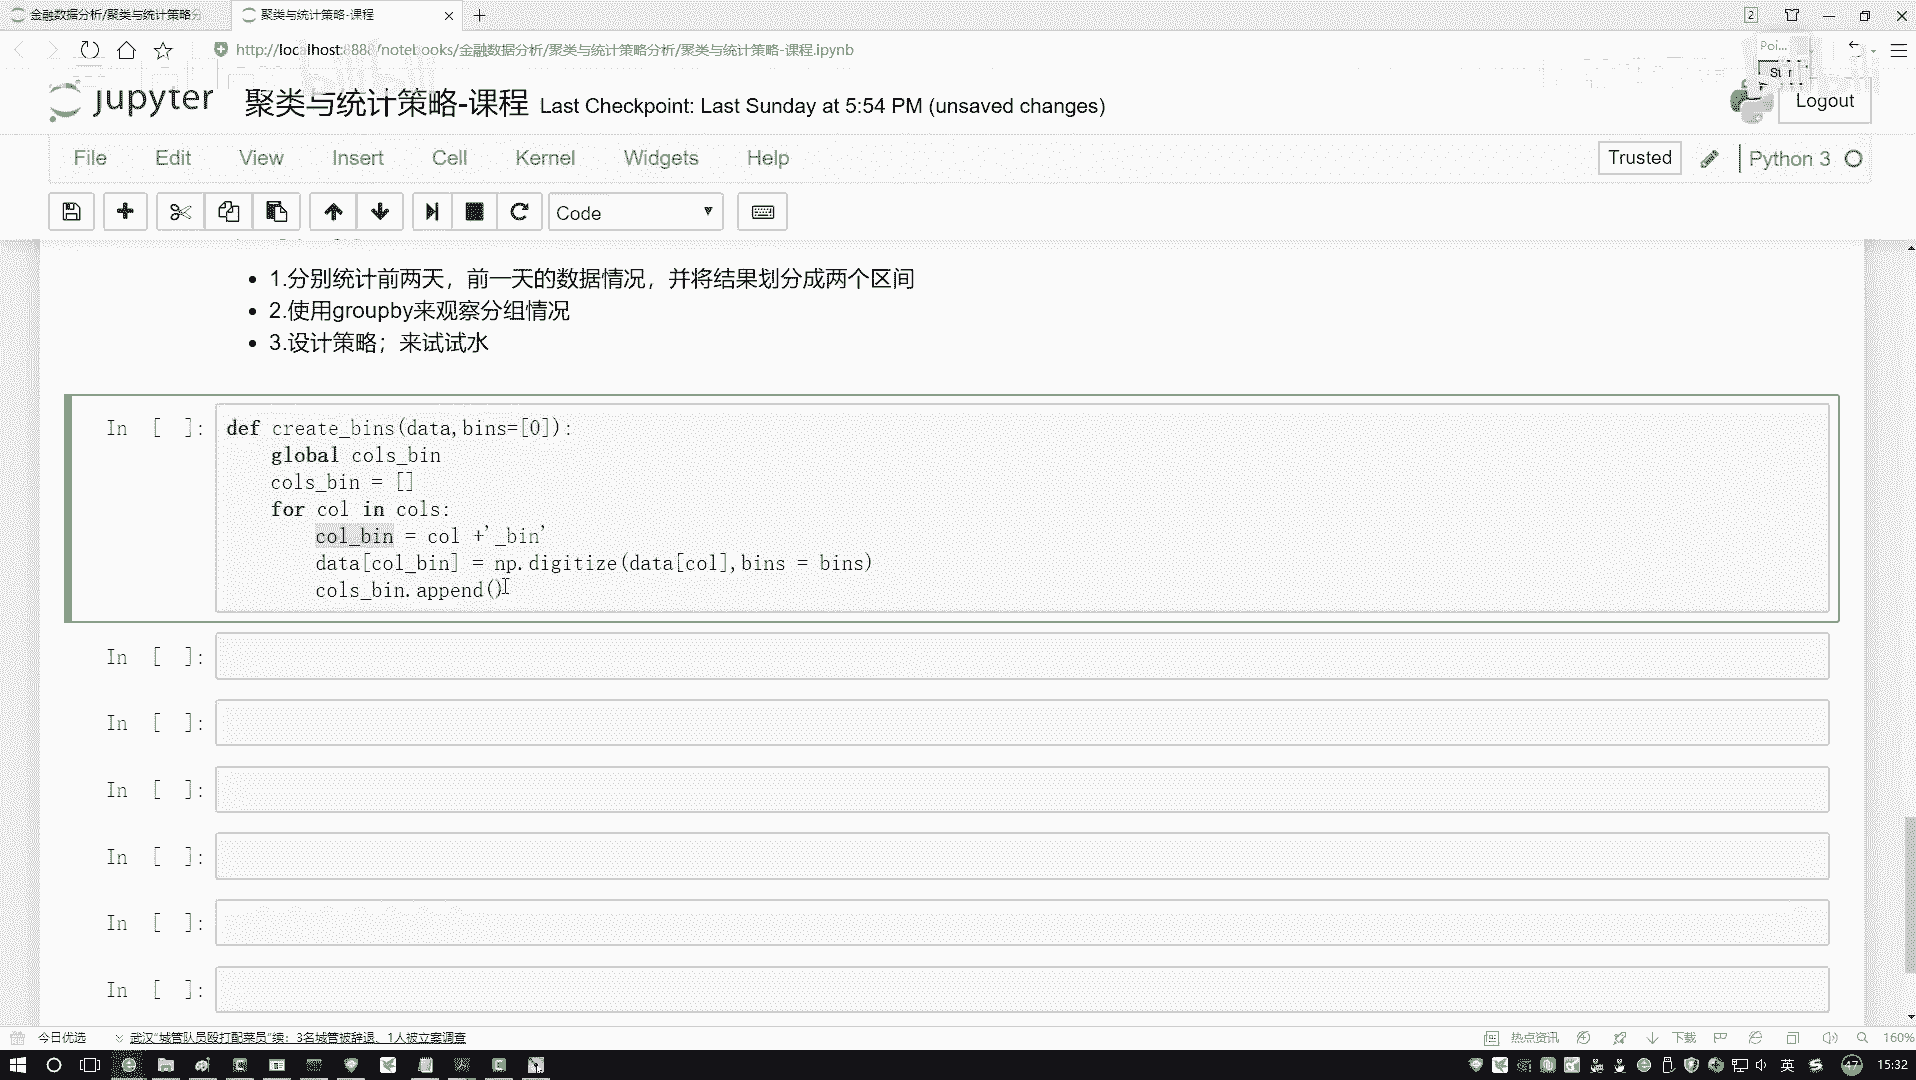 金融数据分析/聚类与统计策略分
聚类与统计策略-课程
2
http://localhost:8888/notebooks/金融数据分析/聚类与统计策略分析/聚类与统计策略-课程.ipynb
Poi...
jupyter 聚类与统计策略-课程 Last Checkpoint: Last Sunday at 5:54 PM (unsaved changes)
Logout
File Edit View Insert Cell Kernel Widgets Help
Trusted Python 3
Code
1.分别统计前两天，前一天的数据情况，并将结果划分成两个区间
2.使用groupby来观察分组情况
3.设计策略；来试试水
In [ ]:
def create_bins(data,bins=[0]):
global cols_bin
cols_bin = []
for col in cols:
col_bin = col +'_bin'
data[col_bin] = np.digitize(data[col],bins = bins)
cols_bin.append()
In [ ]:
In [ ]:
In [ ]:
In [ ]:
In [ ]:
In [ ]:
今日优选
武汉“城管队员殴打配菜员”续：3名城管被辞退、1人被立案调查
热点资讯
下载
160%
英
47
15:32